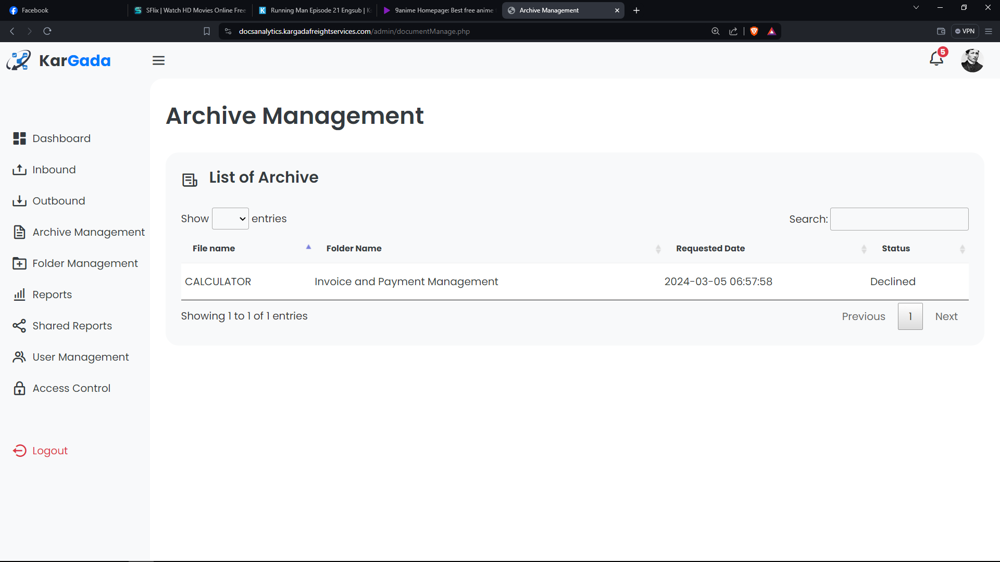 Facebook
SFlix | Watch HD Movies Online Free
Running Man Episode 21 Engsub |
9anime Homepage: Best free anime
Archive Management
docsanalytics.kargadafreightservices.com/admin/documentManage.php
VPN
KarGada
5
Archive Management
Dashboard
Inbound
Outbound
Archive Management
Folder Management
Reports
Shared Reports
User Management
Access Control
Logout
List of Archive
Show entries
Search:
File name Folder Name Requested Date Status
CALCULATOR Invoice and Payment Management 2024-03-05 06:57:58 Declined
Showing 1 to 1 of 1 entries
Previous 1 Next